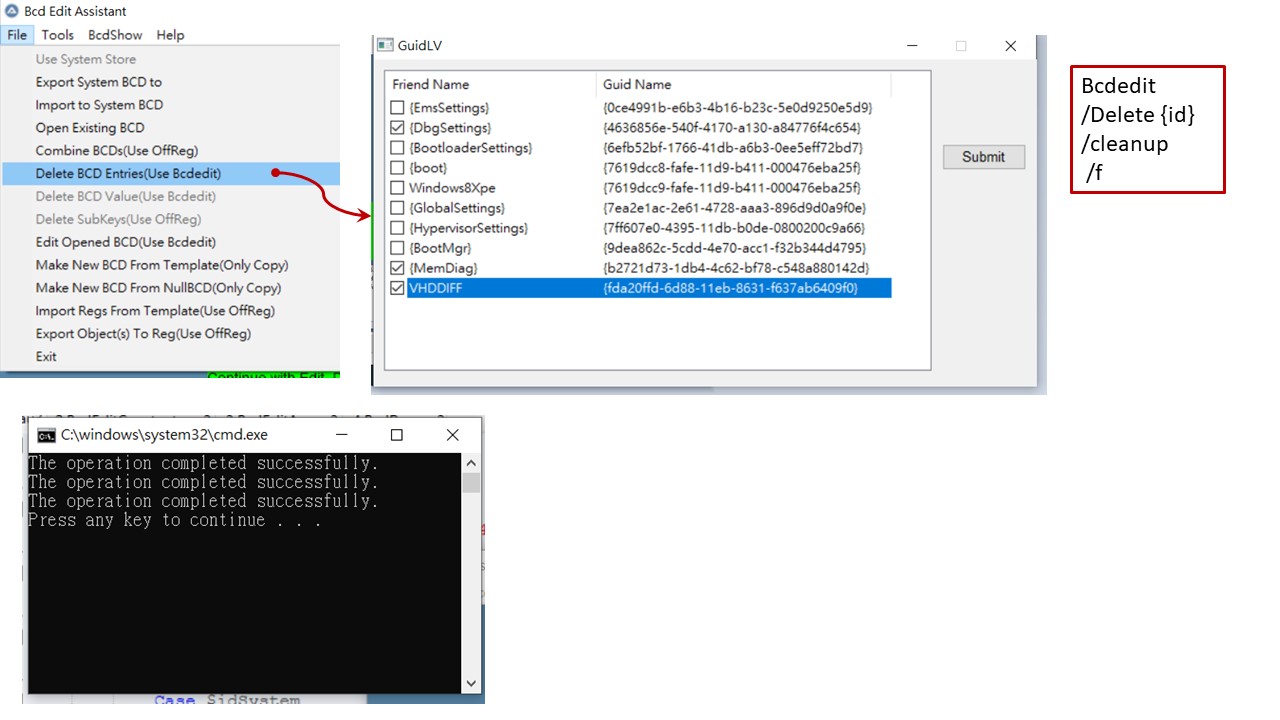 Bcd Edit Assistant
File Tools BcdShow Help
Use System Store
Export System BCD to
Import to System BCD
Open Existing BCD
Combine BCDs(Use OffReg)
Delete BCD Entries(Use Bcdedit)
Delete BCD Value(Use Bcdedit)
Delete SubKeys(Use OffReg)
Edit Opened BCD(Use Bcdedit)
Make New BCD From Template(Only Copy)
Make New BCD From NullBCD(Only Copy)
Import Regs From Template(Use OffReg)
Export Object(s) To Reg(Use OffReg)
Exit
Continue with Edit
GuidLV
Friend Name Guid Name
{EmsSettings} {0ce4991b-e6b3-4b16-b23c-5e0d9250e5d9}
{DbgSettings} {4636856e-540f-4170-a130-a84776f4c654}
{BootloaderSettings} {6efb52bf-1766-41db-a6b3-0ee5eff72bd7}
{boot} {7619dcc8-fafe-11d9-b411-000476eba25f}
Windows8Xpe {7619dcc9-fafe-11d9-b411-000476eba25f}
{GlobalSettings} {7ea2e1ac-2e61-4728-aaa3-896d9d0a9f0e}
{HypervisorSettings} {7ff607e0-4395-11db-b0de-0800200c9a66}
{BootMgr} {9dea862c-5cdd-4e70-acc1-f32b344d4795}
{MemDiag} {b2721d73-1db4-4c62-bf78-c548a880142d}
VHDDIFF {fda20ffd-6d88-11eb-8631-f637ab6409f0}
Submit
Bcdedit
/Delete {id}
/cleanup
/f
C:\windows\system32\cmd.exe
The operation completed successfully.
The operation completed successfully.
The operation completed successfully.
Press any key to continue . . .
Case SidSystem